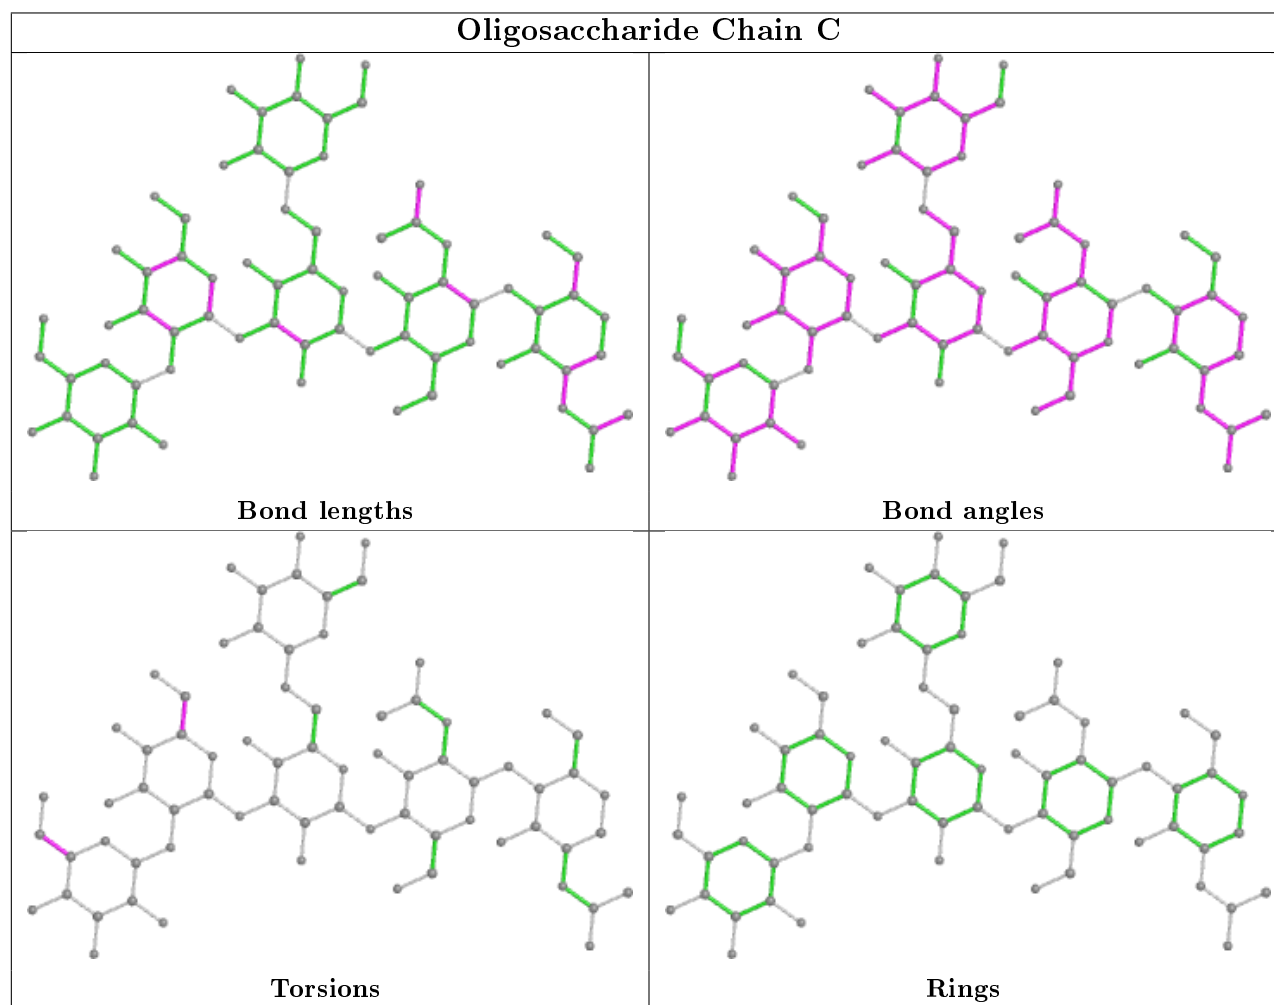 Oligosaccharide Chain C
Bond lengths
Bond angles
Torsions
Rings